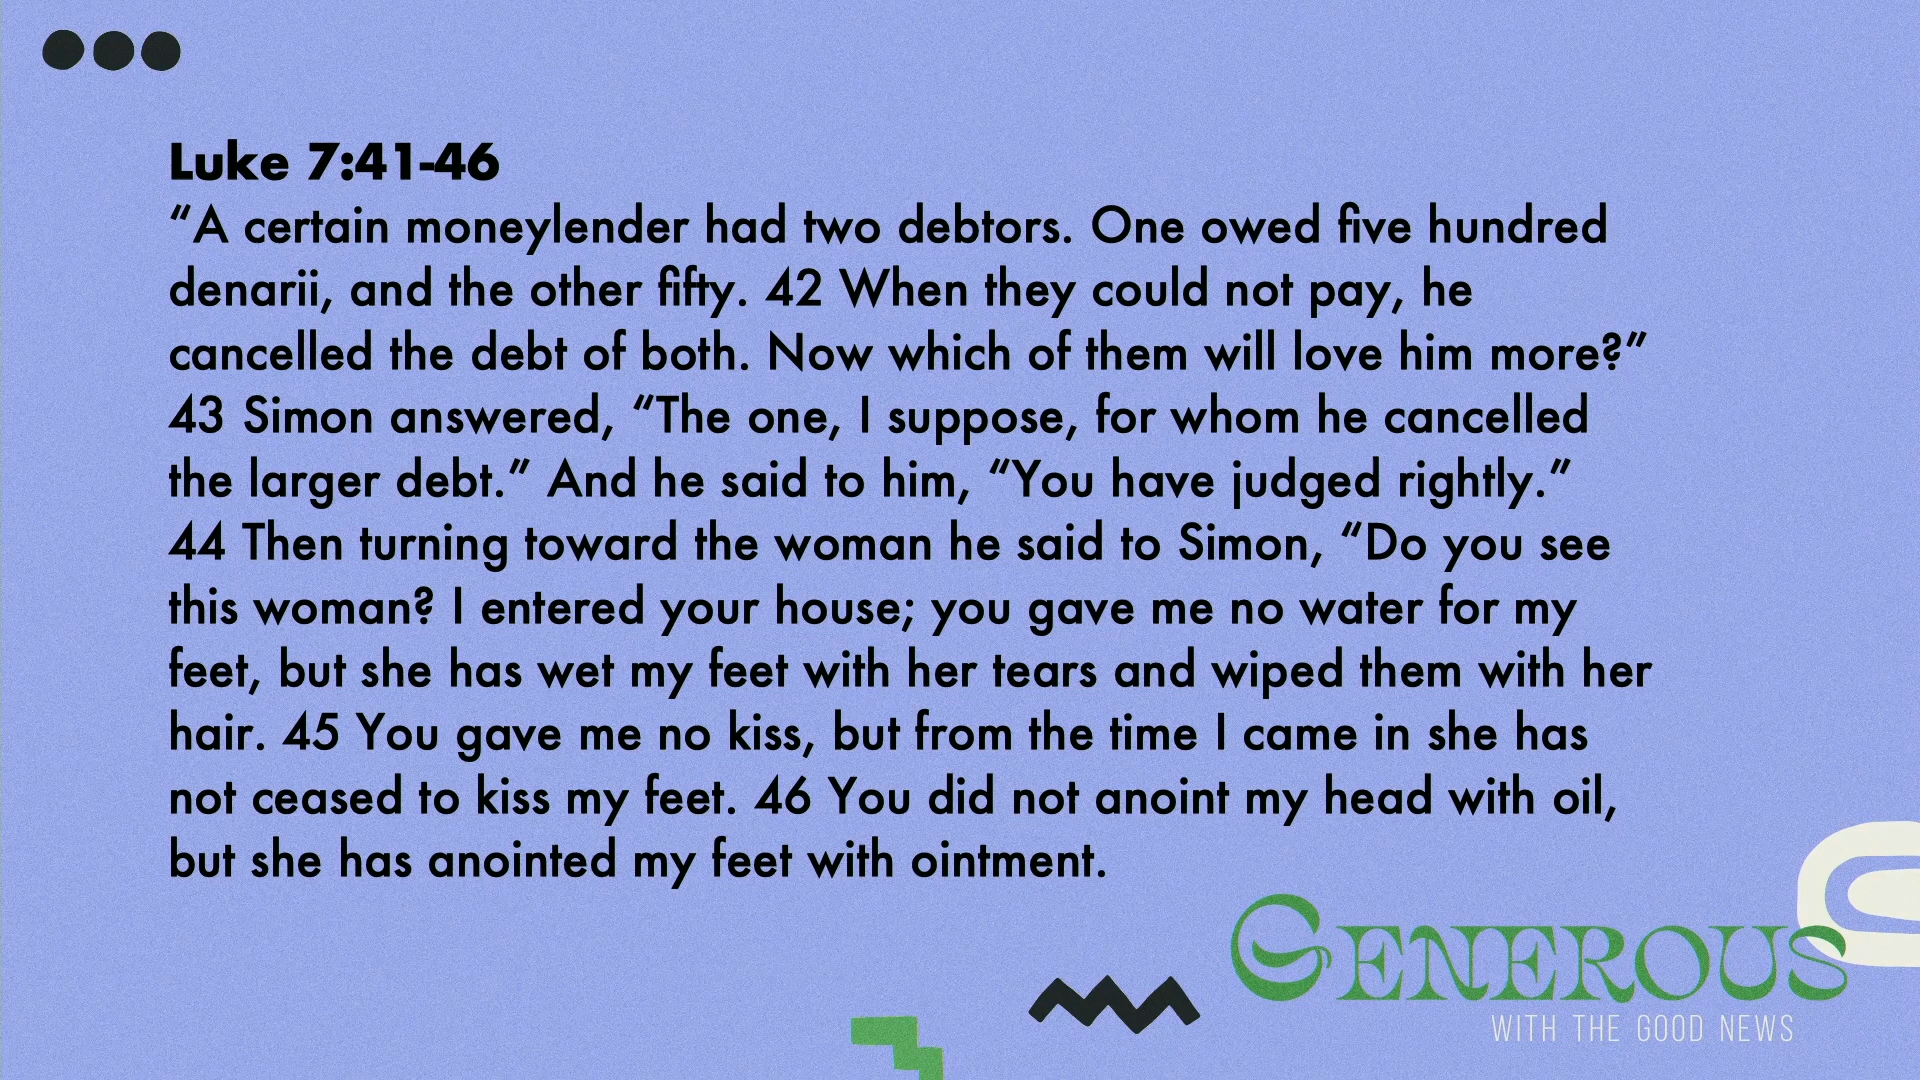 Luke 7:41-46
“A certain moneylender had two debtors. One owed five hundred
denarii, and the other fifty. 42 When they could not pay, he
cancelled the debt of both. Now which of them will love him more?”
43 Simon answered, “The one, I suppose, for whom he cancelled
the larger debt.” And he said to him, “You have judged rightly.”
44 Then turning toward the woman he said to Simon, “Do you see
this woman? I entered your house; you gave me no water for my
feet, but she has wet my feet with her tears and wiped them with her
hair. 45 You gave me no kiss, but from the time I came in she has
not ceased to kiss my feet. 46 You did not anoint my head with oil,
but she has anointed my feet with ointment.
GENEROUS
WITH THE GOOD NEWS